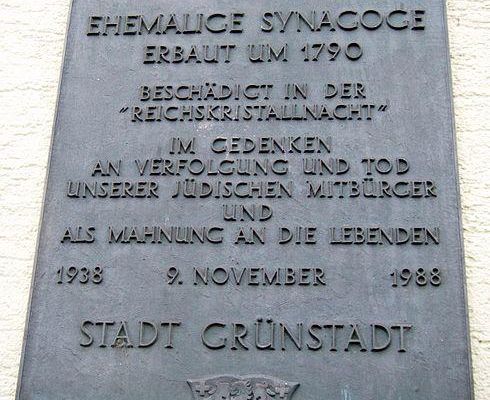 EHEMALIGE SYNAGOGE
ERBAUT UM 1790
BESCHÄDIGT IN DER
"REICHSKRISTALLNACHT"
IM GEDENKEN
AN VERFOLGUNG UND TOD
UNSERER JÜDISCHEN MITBÜRGER
UND
ALS MAHNUNG AN DIE LEBENDEN
1938 9. NOVEMBER 1988
STADT GRÜNSTADT